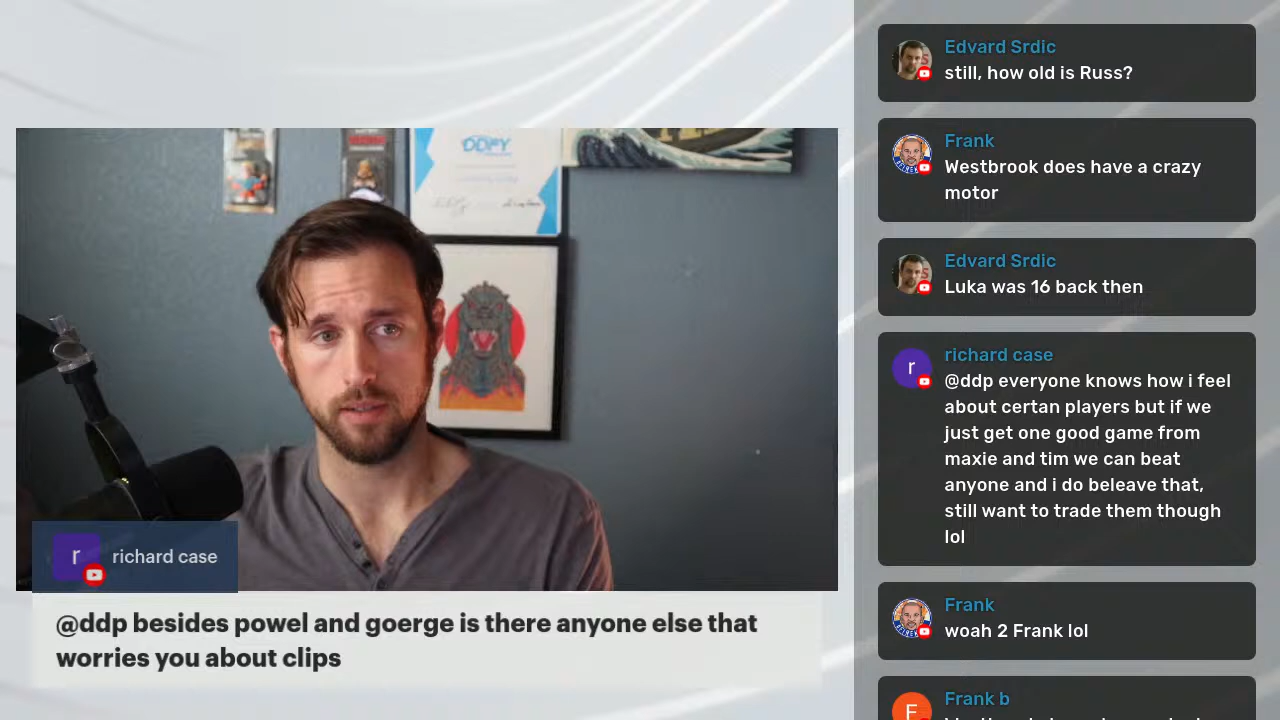 DDPY
r
richard case
@ddp besides powel and goerge is there anyone else that
worries you about clips
Edvard Srdic
still, how old is Russ?
Frank
Westbrook does have a crazy
motor
Edvard Srdic
Luka was 16 back then
r
richard case
@ddp everyone knows how i feel
about certan players but if we
just get one good game from
maxie and tim we can beat
anyone and i do beleave that,
still want to trade them though
lol
Frank
woah 2 Frank lol
F
Frank b